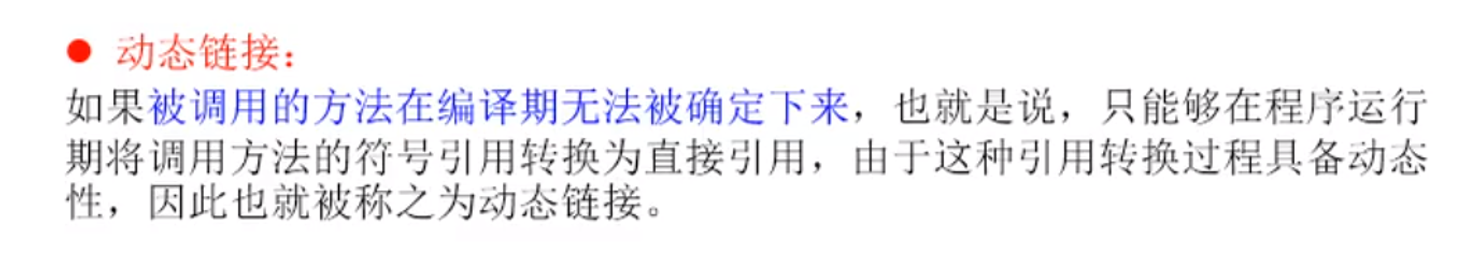 ● 动态链接：
如果被调用的方法在编译期无法被确定下来，也就是说，只能够在程序运行
期将调用方法的符号引用转换为直接引用，由于这种引用转换过程具备动态
性，因此也就被称之为动态链接。